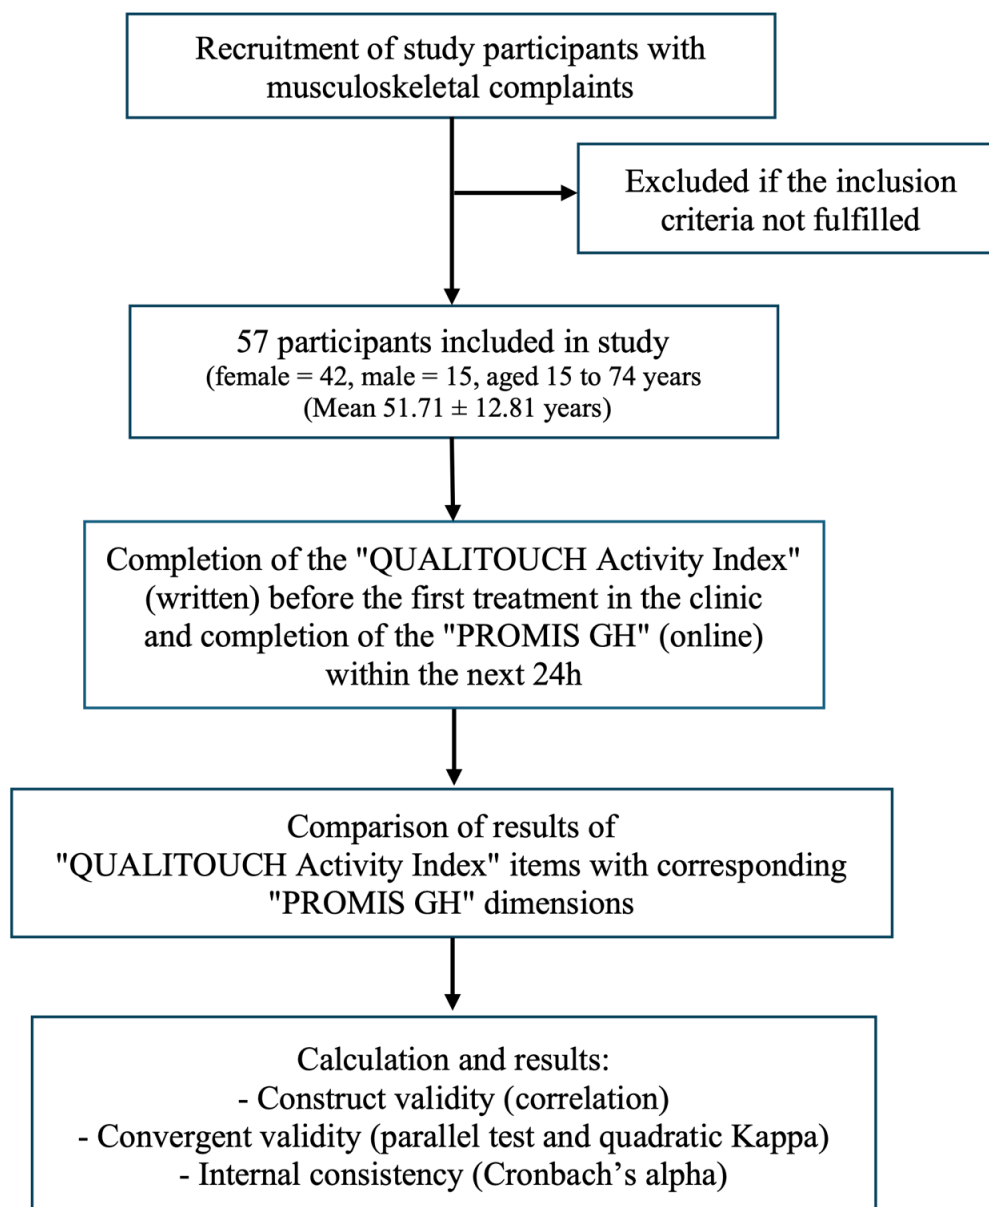 Recruitment of study participants with
musculoskeletal complaints
Excluded if the inclusion
criteria not fulfilled
57 participants included in study
(female = 42, male = 15, aged 15 to 74 years
(Mean 51.71 ± 12.81 years)
Completion of the "QUALITOUCH Activity Index"
(written) before the first treatment in the clinic
and completion of the "PROMIS GH" (online)
within the next 24h
Comparison of results of
"QUALITOUCH Activity Index" items with corresponding
"PROMIS GH" dimensions
Calculation and results:
- Construct validity (correlation)
- Convergent validity (parallel test and quadratic Kappa)
- Internal consistency (Cronbach’s alpha)